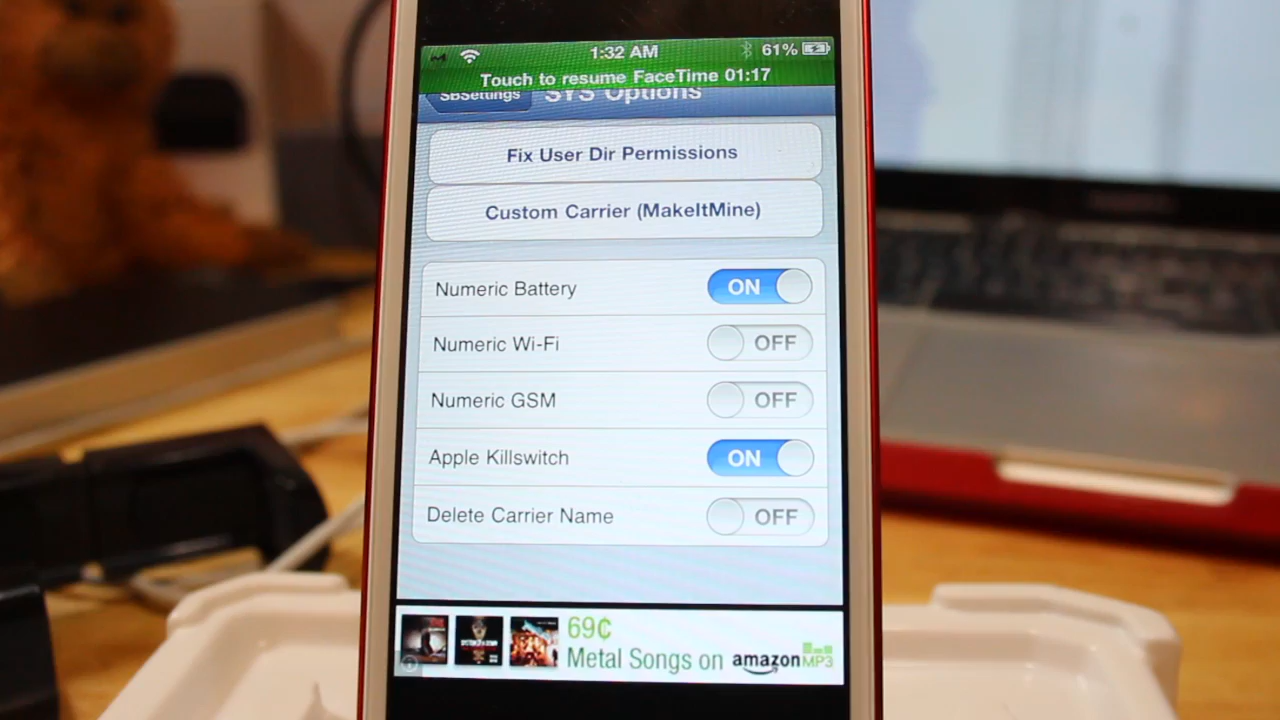 1:32 AM 61%
Touch to resume FaceTime 01:17
SBSettings SYS Options
Fix User Dir Permissions
Custom Carrier (MakeItMine)
Numeric Battery ON
Numeric Wi-Fi OFF
Numeric GSM OFF
Apple Killswitch ON
Delete Carrier Name OFF
69¢
Metal Songs on amazon MP3